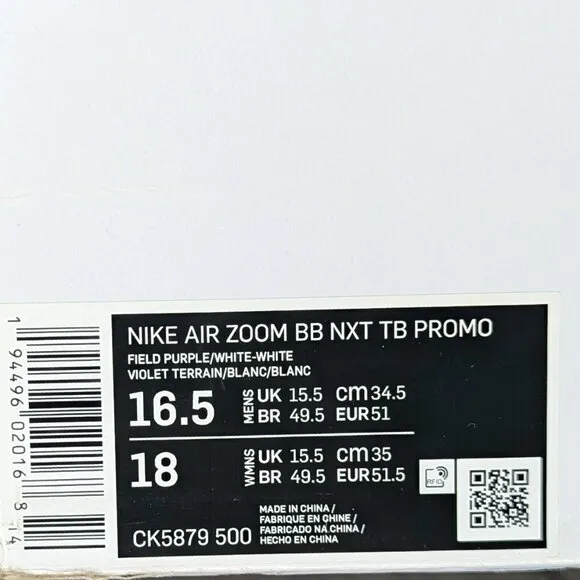 NIKE AIR ZOOM BB NXT TB PROMO
FIELD PURPLE/WHITE-WHITE
VIOLET TERRAIN/BLANC/BLANC
16.5 MENS UK 15.5 CM 34.5
BR 49.5 EUR 51
18 WMNS UK 15.5 CM 35
BR 49.5 EUR 51.5
RFID
CK5879 500
MADE IN CHINA /
FABRIQUE EN CHINE /
FABRICADO NA CHINA /
HECHO EN CHINA
1 94496 02016 8 14